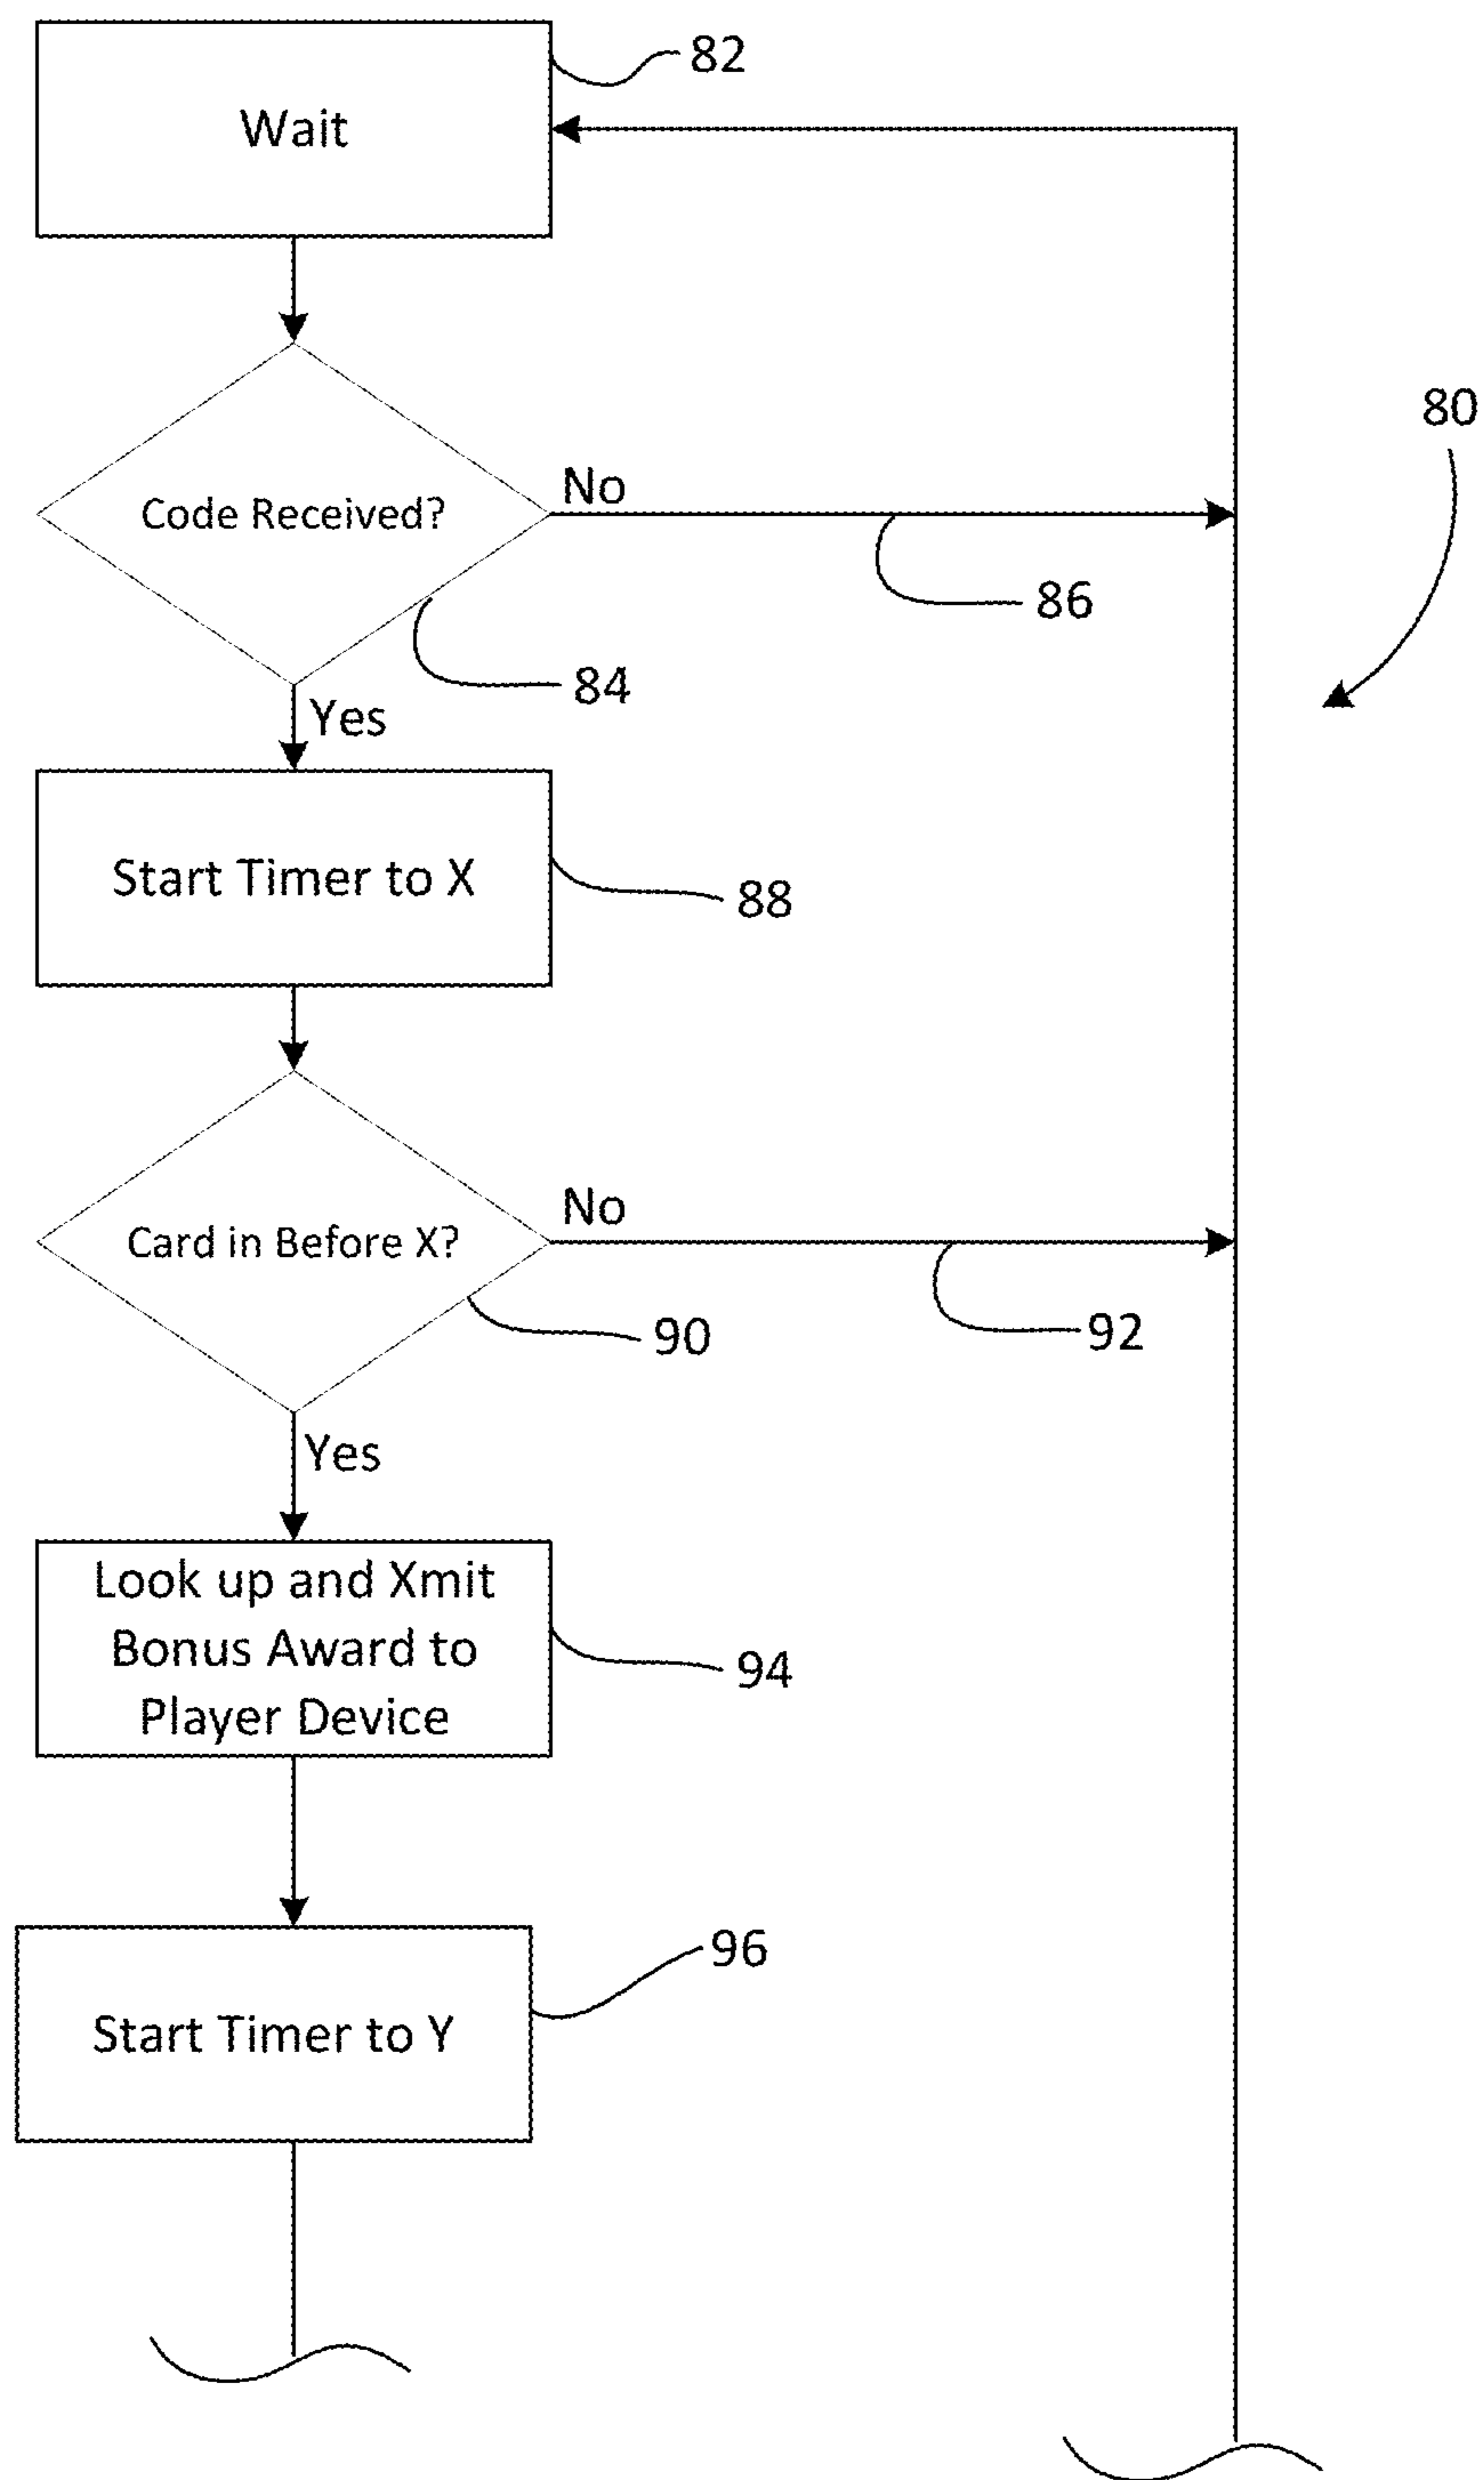 82
Wait
80
No
Code Received?
86
84
Yes
Start Timer to X
88
No
Card in Before X?
92
90
Yes
Look up and Xmit
Bonus Award to
Player Device
94
96
Start Timer to Y